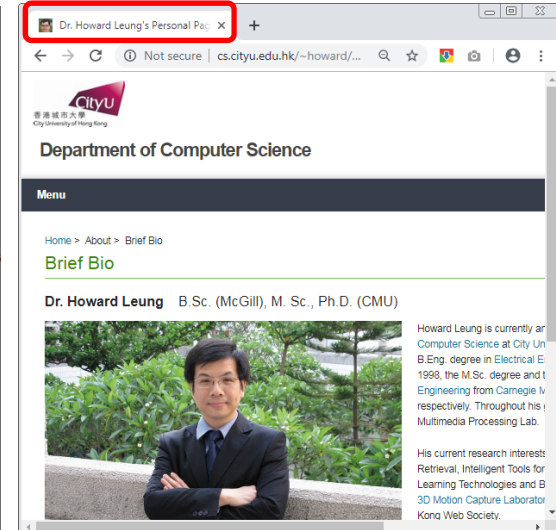 Dr. Howard Leung's Personal Pag
Not secure | cs.cityu.edu.hk/~howard/...
CityU
香港城市大學
City University of Hong Kong
Department of Computer Science
Menu
Home > About > Brief Bio
Brief Bio
Dr. Howard Leung B.Sc. (McGill), M. Sc., Ph.D. (CMU)
Howard Leung is currently an
Computer Science at City Un
B.Eng. degree in Electrical E
1998, the M.Sc. degree and t
Engineering from Carnegie M
respectively. Throughout his g
Multimedia Processing Lab.
His current research interests
Retrieval, Intelligent Tools for
Learning Technologies and B
3D Motion Capture Laborator
Kong Web Society.